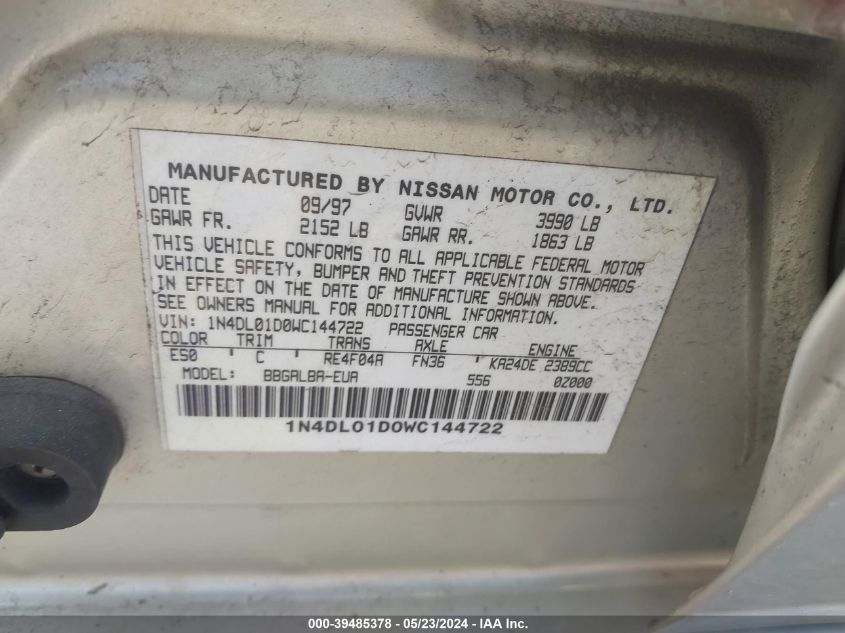 MANUFACTURED BY NISSAN MOTOR CO., LTD.
DATE 09/97 GVWR 3990 LB
GAWR FR. 2152 LB GAWR RR. 1863 LB
THIS VEHICLE CONFORMS TO ALL APPLICABLE FEDERAL MOTOR
VEHICLE SAFETY, BUMPER AND THEFT PREVENTION STANDARDS
IN EFFECT ON THE DATE OF MANUFACTURE SHOWN ABOVE.
SEE OWNERS MANUAL FOR ADDITIONAL INFORMATION.
VIN: 1N4DL01D0WC144722 PASSENGER CAR
COLOR TRIM TRANS AXLE ENGINE
ES0 ' C ' RE4F04A FN36 ' KA24DE 2389CC
MODEL: BBGALBA-EUA 556 0Z000
1N4DL01D0WC144722
000-39485378 - 05/23/2024 - IAA Inc.